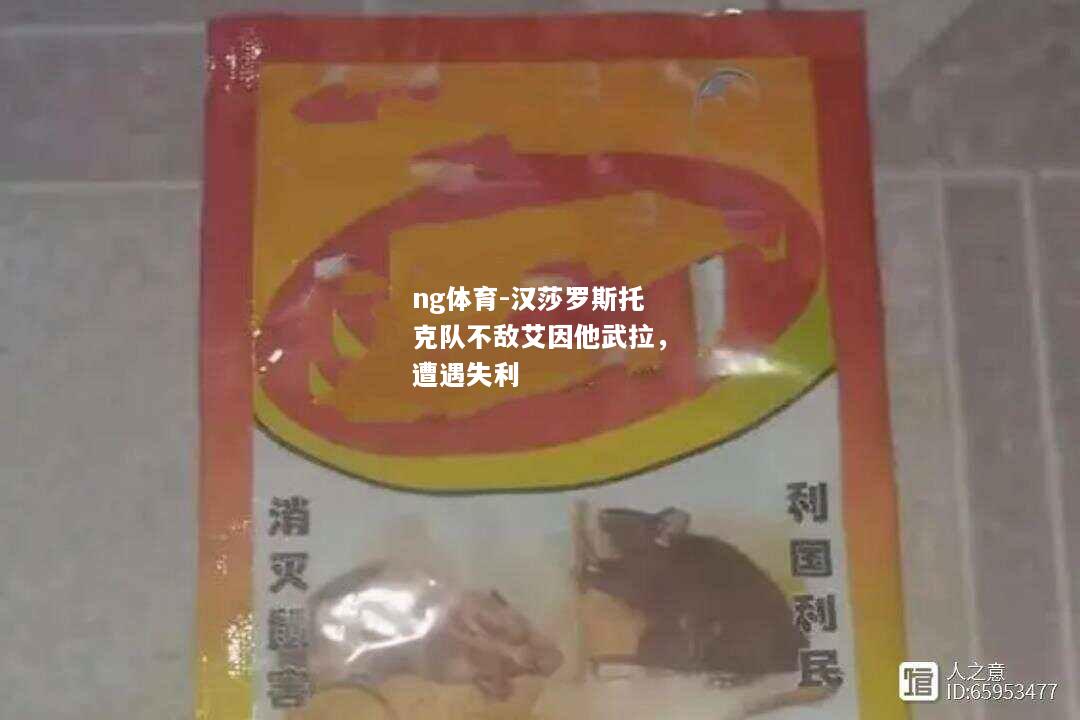 ng体育-汉莎罗斯托
克队不敌艾因他武拉，
遭遇失利
消灭鼠害
利国利民
人之意
ID:65953477